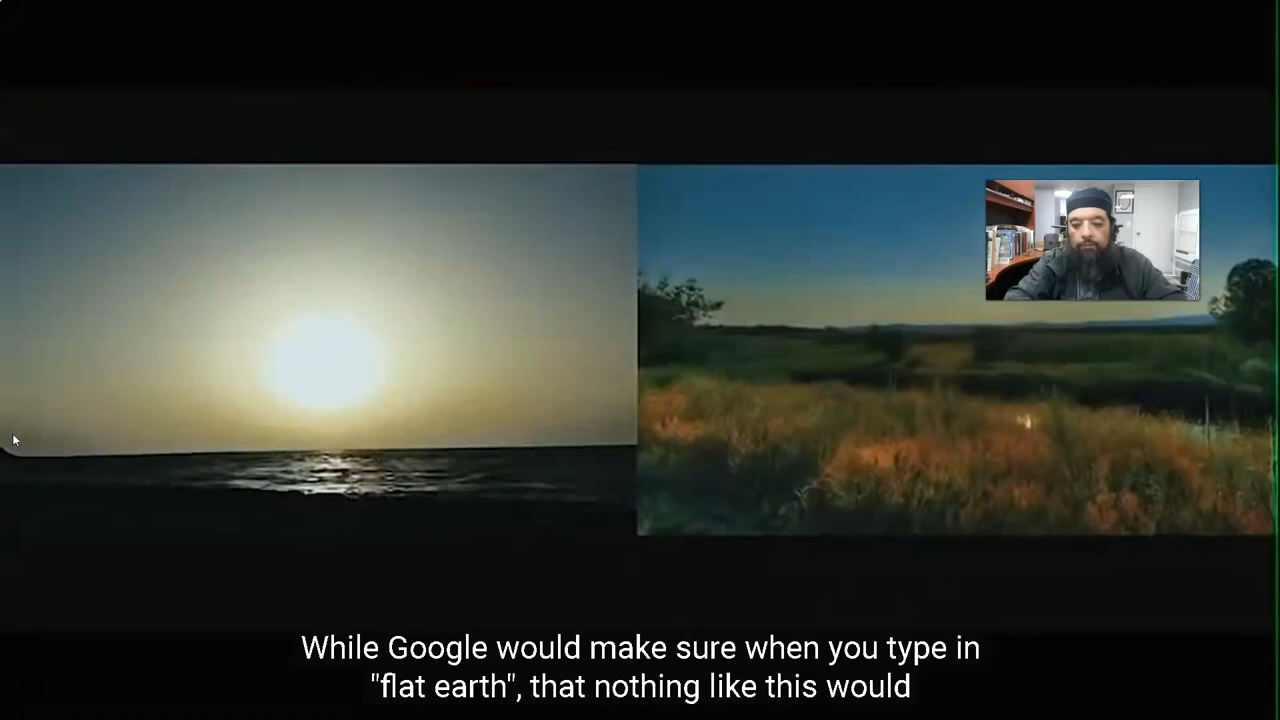 While Google would make sure when you type in
"flat earth", that nothing like this would